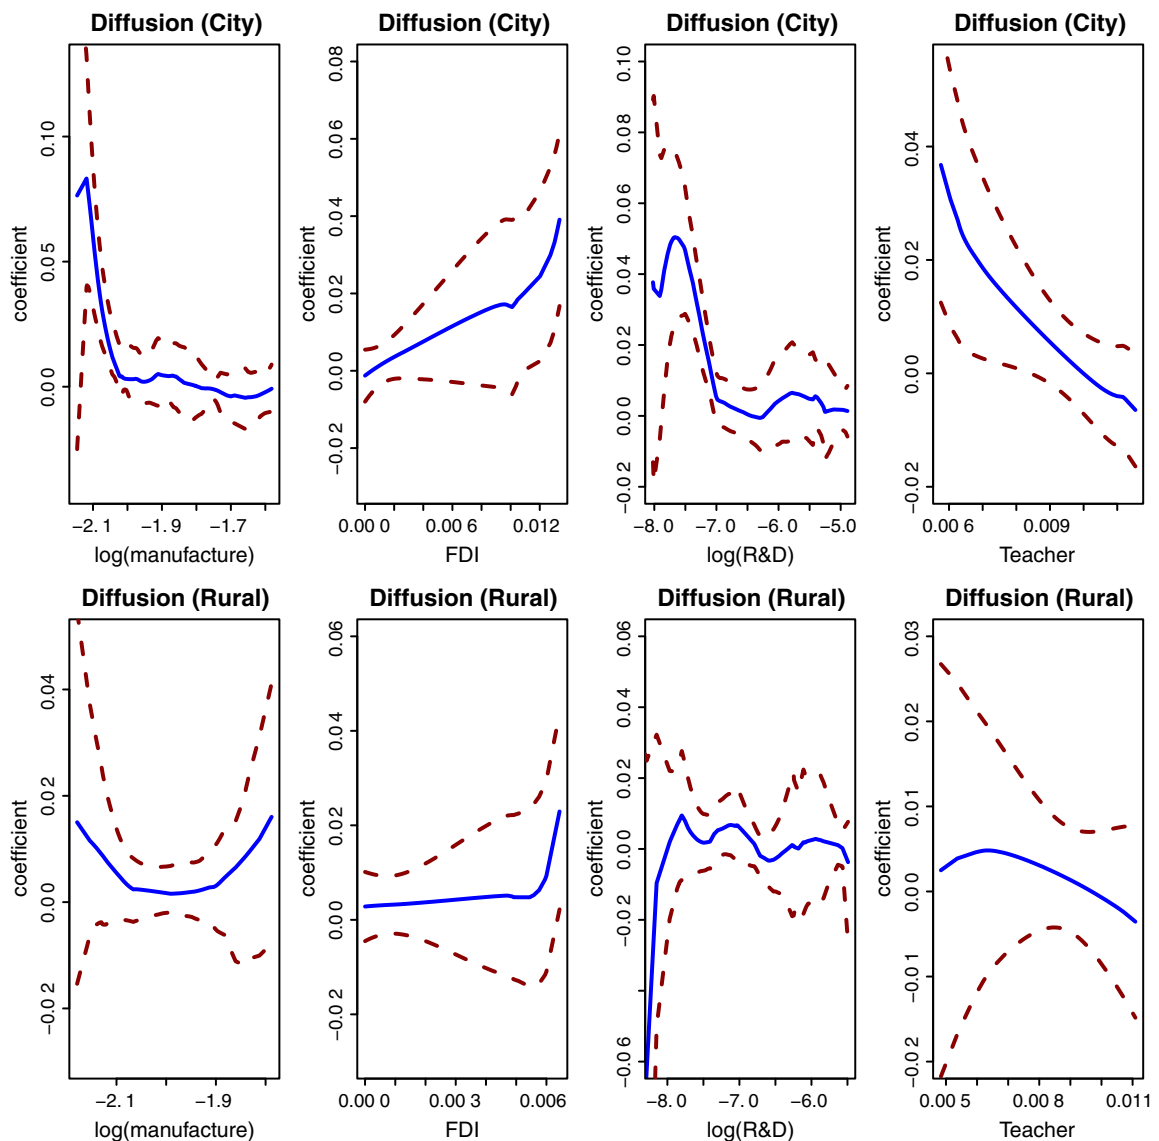 Diffusion (City)
coefficient
0.0
0.05
0.10
−2.1
−1.9
−1.7
log(manufacture)
Diffusion (City)
coefficient
−0.02
0.00
0.02
0.04
0.06
0.08
0.000
0.006
0.012
FDI
Diffusion (City)
coefficient
−0.02
0.0
0.02
0.04
0.06
0.08
0.10
−8.0
−7.0
−6.0
−5.0
log(R&D)
Diffusion (City)
coefficient
−0.02
0.00
0.02
0.04
0.006
0.009
Teacher
Diffusion (Rural)
coefficient
−0.02
0.00
0.02
0.04
−2.1
−1.9
log(manufacture)
Diffusion (Rural)
coefficient
−0.02
0.00
0.02
0.04
0.06
0.000
0.006
FDI
Diffusion (Rural)
coefficient
−0.06
−0.02
0.0
0.02
0.04
0.06
−8.0
−7.0
−6.0
log(R&D)
Diffusion (Rural)
coefficient
−0.02
−0.01
0.00
0.01
0.02
0.03
0.005
0.008
0.011
Teacher